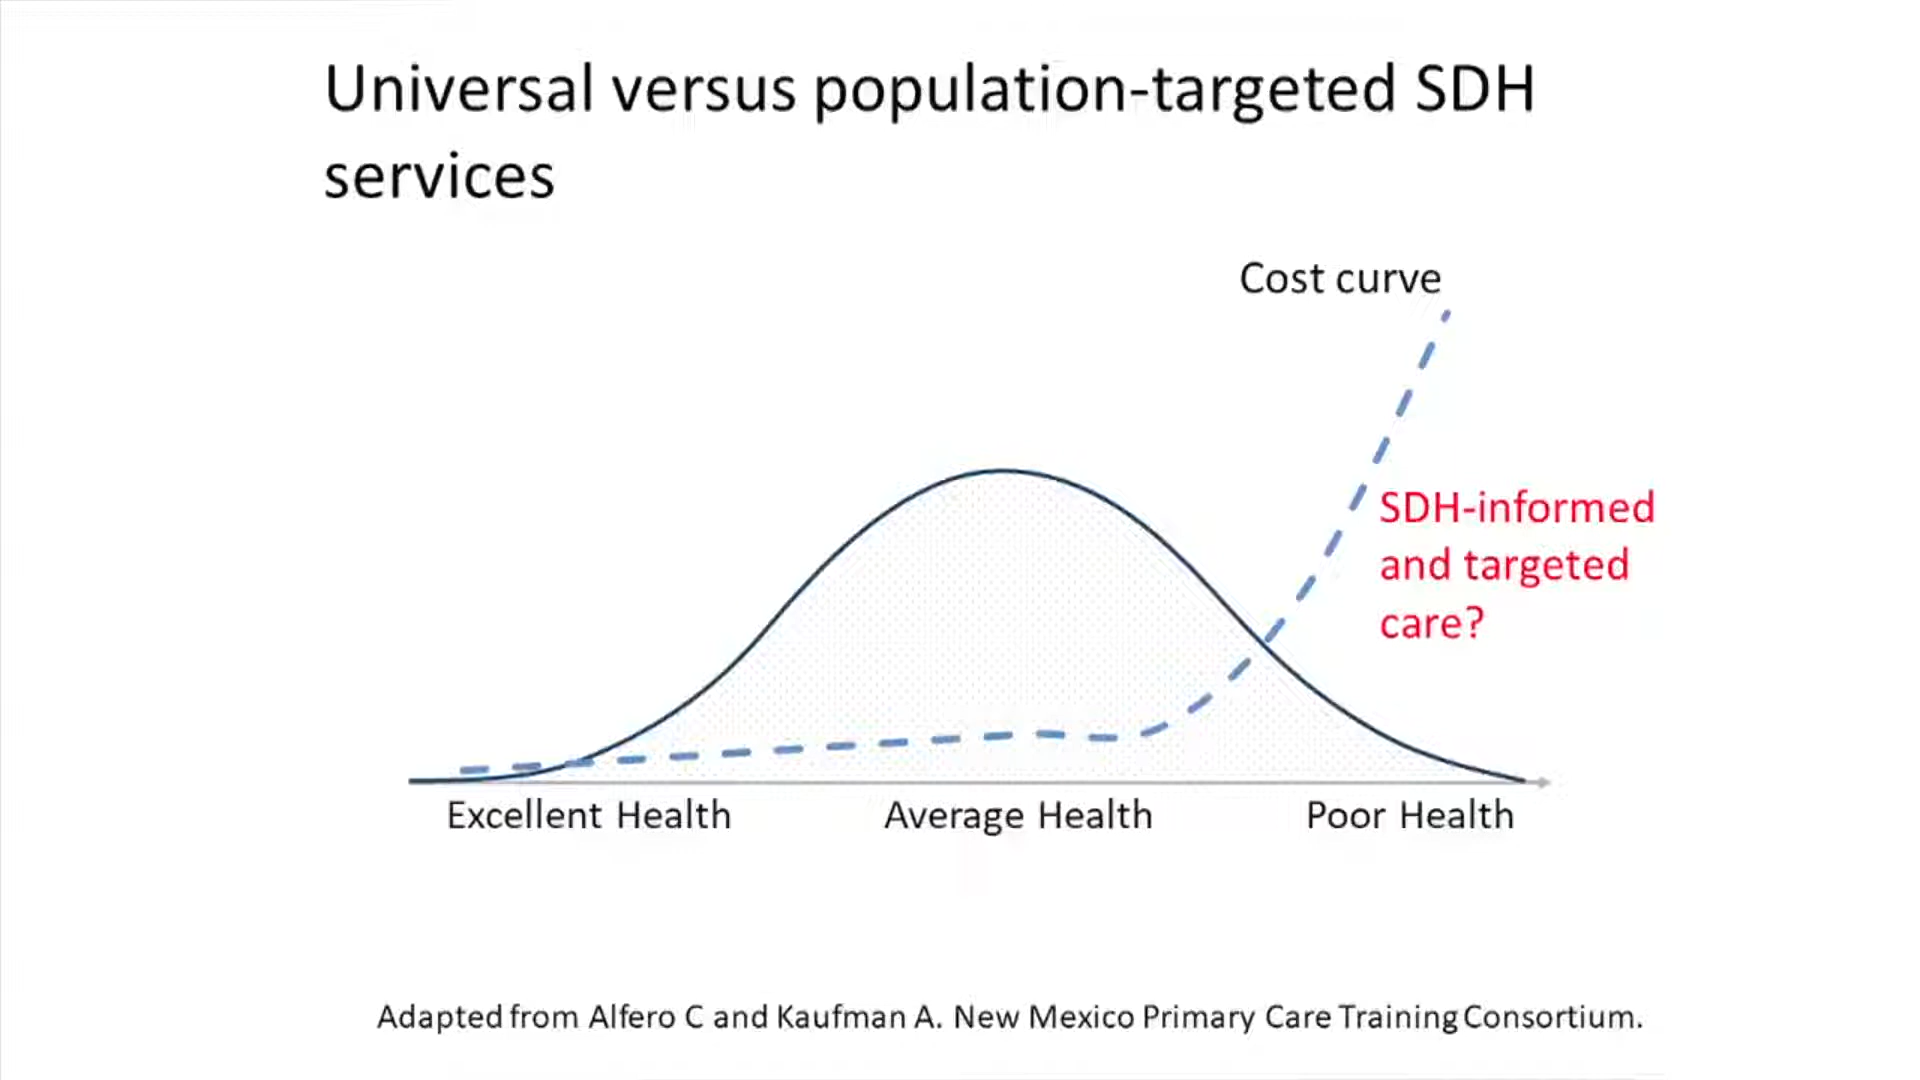 Universal versus population-targeted SDH
services
Cost curve
SDH-informed
and targeted
care?
Excellent Health
Average Health
Poor Health
Adapted from Alfero C and Kaufman A. New Mexico Primary Care Training Consortium.